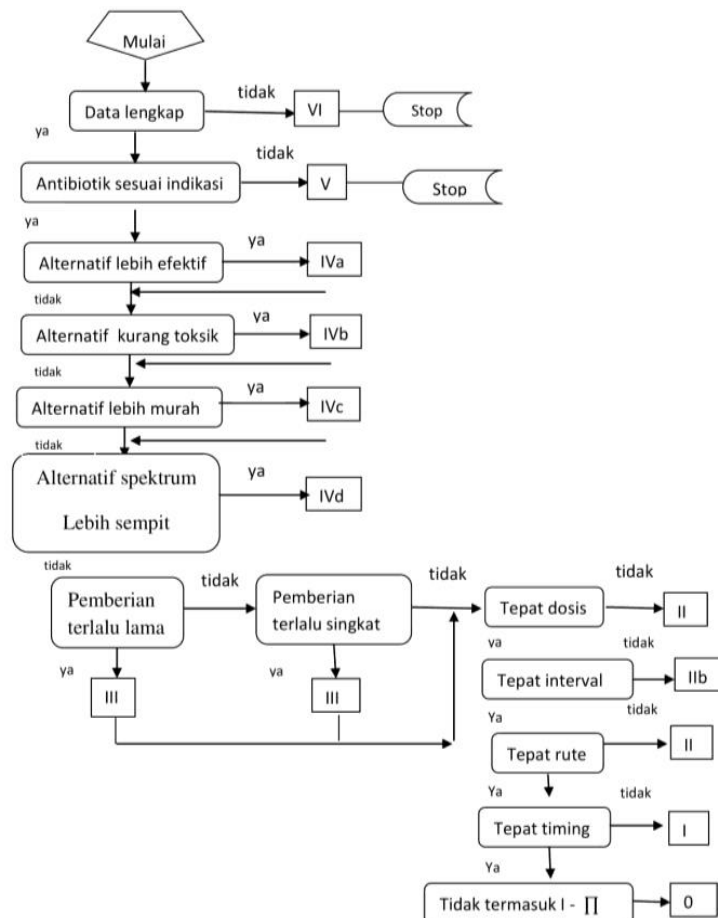 Mulai
tidak
Data lengkap
VI
Stop
ya
tidak
Antibiotik sesuai indikasi
V
Stop
ya
ya
Alternatif lebih efektif
IVa
tidak
ya
Alternatif kurang toksik
IVb
tidak
ya
Alternatif lebih murah
IVc
tidak
Alternatif spektrum
Lebih sempit
ya
IVd
tidak
Pemberian
terlalu lama
tidak
Pemberian
terlalu singkat
tidak
Tepat dosis
tidak
II
ya
III
ya
III
ya
tidak
Tepat interval
IIb
Ya
tidak
Tepat rute
II
Ya
tidak
Tepat timing
I
Ya
Tidak termasuk I - ∏
0